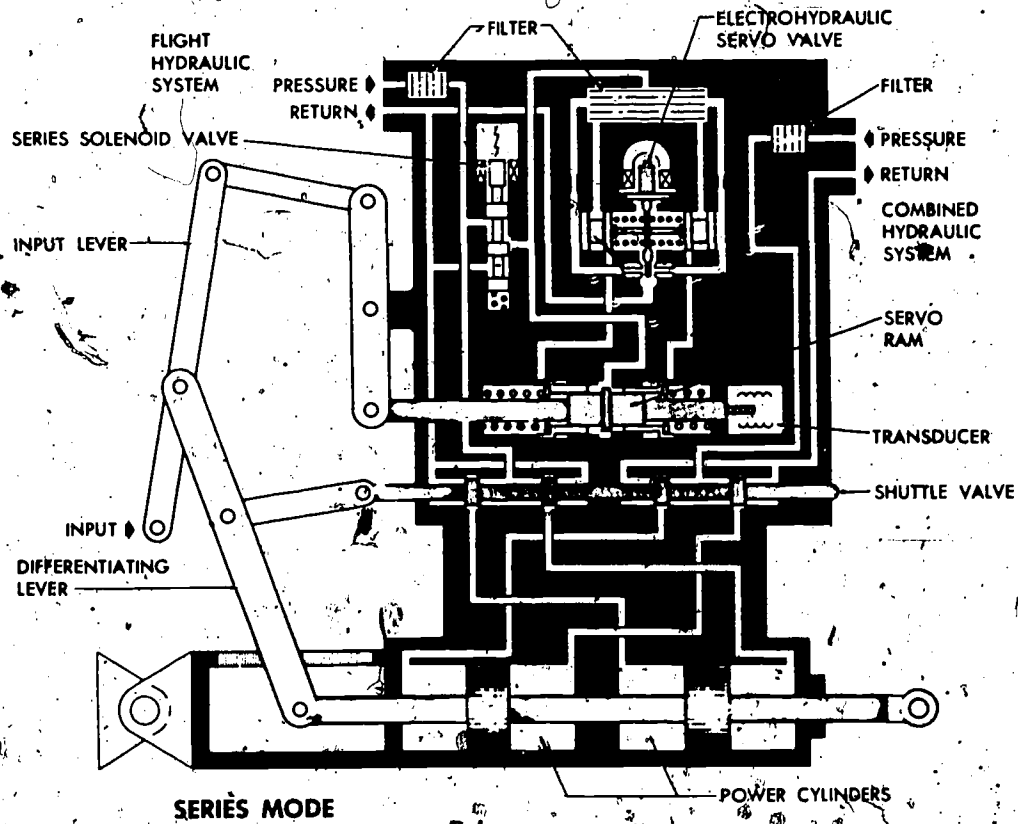 FLIGHT
HYDRAULIC
SYSTEM
FILTER
ELECTROHYDRAULIC
SERVO VALVE
PRESSURE
RETURN
FILTER
SERIES SOLENOID VALVE
PRESSURE
RETURN
COMBINED
HYDRAULIC
SYSTEM
INPUT LEVER
SERVO
RAM
TRANSDUCER
SHUTTLE VALVE
INPUT
DIFFERENTIATING
LEVER
POWER CYLINDERS
SERIES MODE